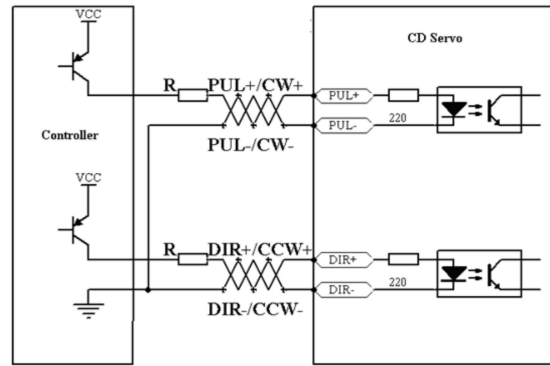 VCC
CD Servo
R PUL+/CW+
PUL+
Controller
PUL-
220
PUL-/CW-
VCC
R DIR+/CCW+
DIR+
DIR-
220
DIR-/CCW-